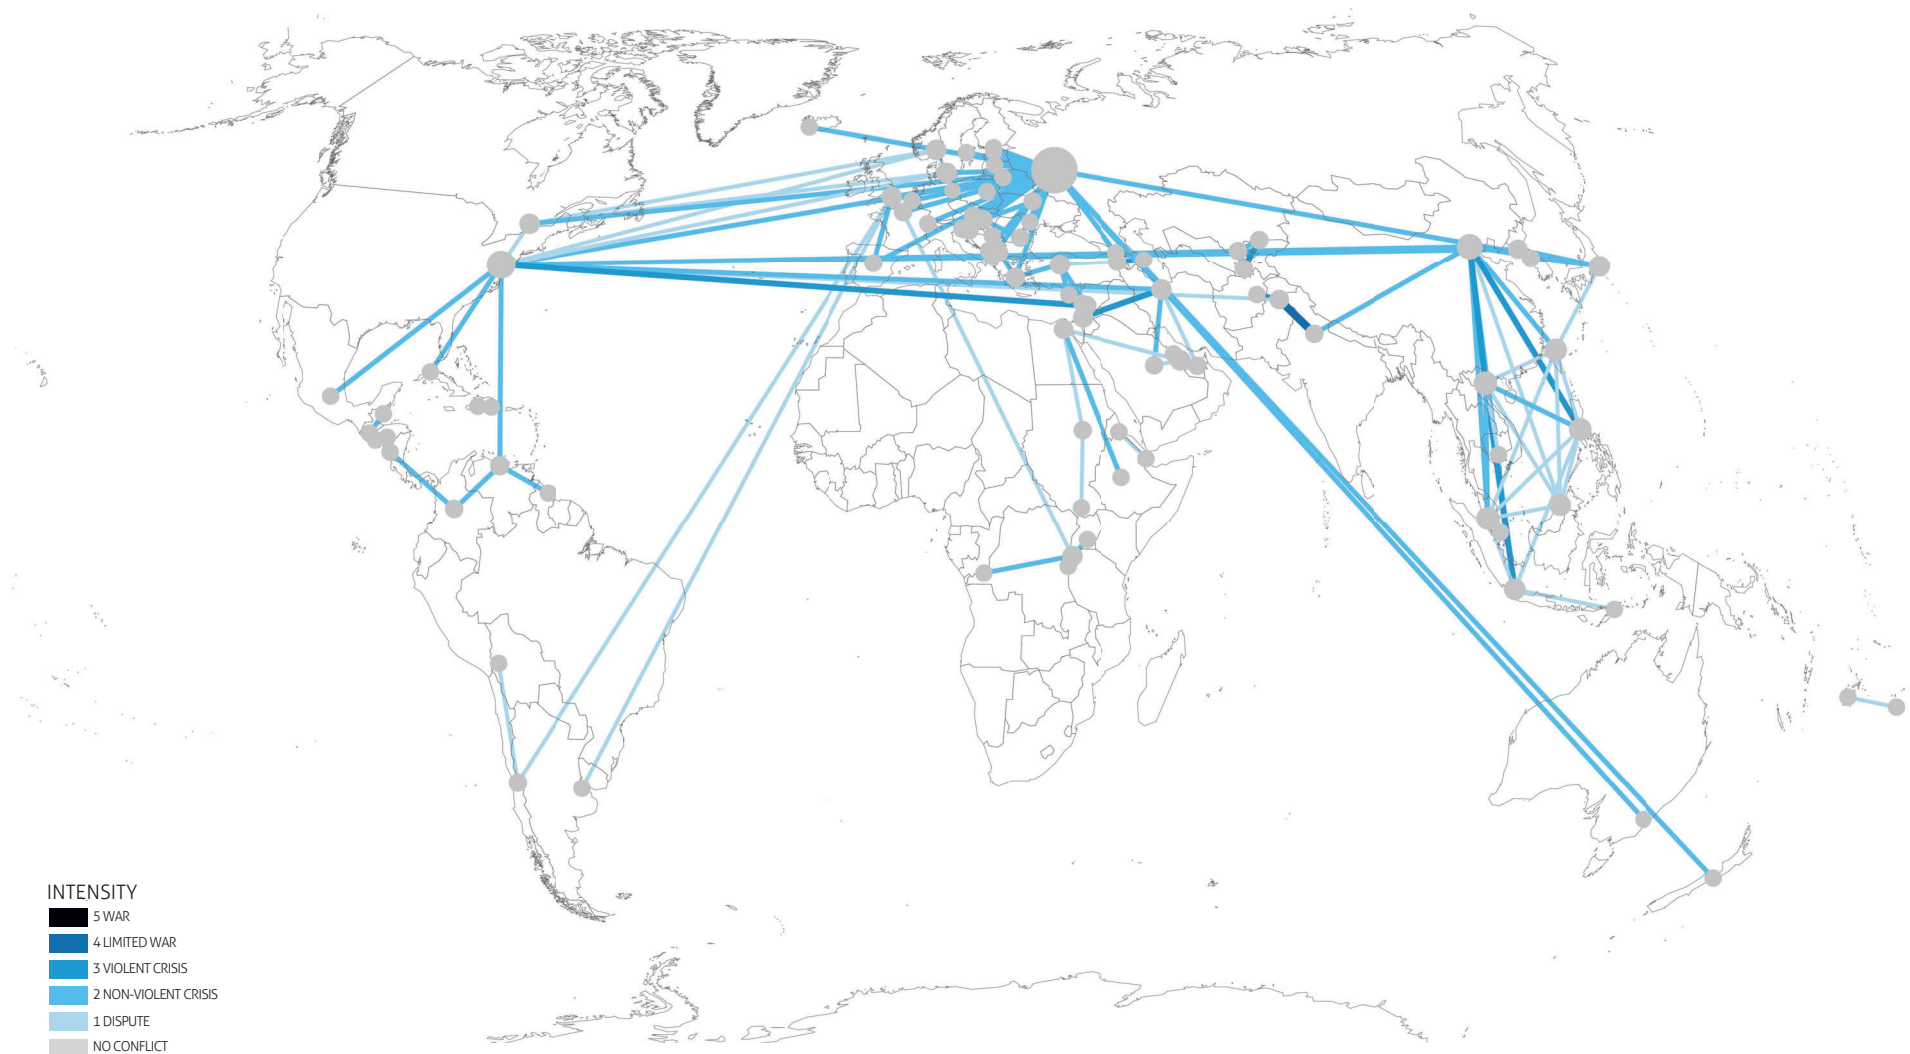 INTENSITY
5 WAR
4 LIMITED WAR
3 VIOLENT CRISIS
2 NON-VIOLENT CRISIS
1 DISPUTE
NO CONFLICT